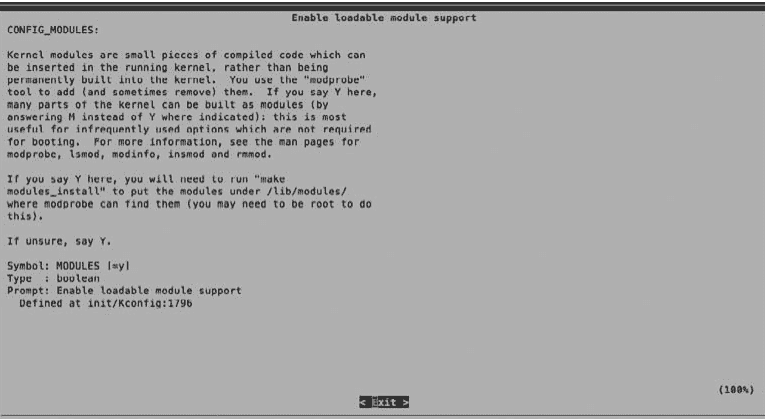 Enable loadable module support
CONFIG_MODULES:
Kernel modules are small pieces of compiled code which can
be inserted in the running kernel, rather than being
permanently built into the kernel.  You use the "modprobe"
tool to add (and sometimes remove) them.  If you say Y here,
many parts of the kernel can be built as modules (by
answering M instead of Y where indicated): this is most
useful for infrequently used options which are not required
for booting.  For more information, see the man pages for
modprobe, lsmod, modinfo, insmod and rmmod.
If you say Y here, you will need to run "make
modules_install" to put the modules under /lib/modules/
where modprobe can find them (you may need to be root to do
this).
If unsure, say Y.
Symbol: MODULES [=y]
Type  : boolean
Prompt: Enable loadable module support
Defined at init/Kconfig:1796
(100%)
< Exit >